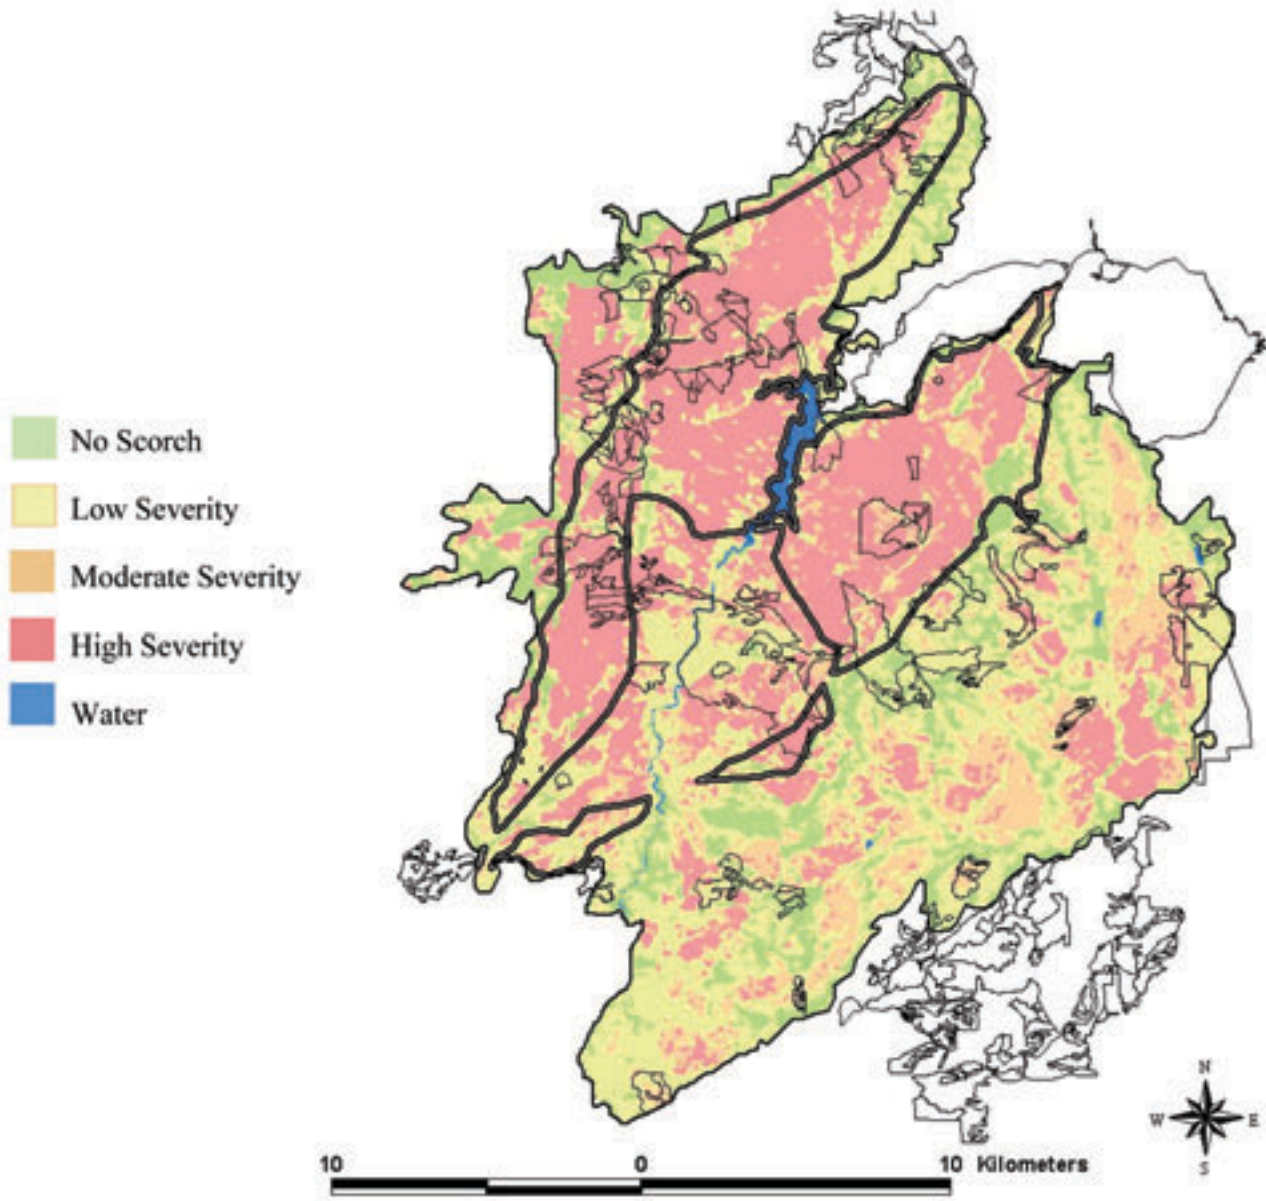 No Scorch
Low Severity
Moderate Severity
High Severity
Water
N
W E
S
10 0 10 Kilometers